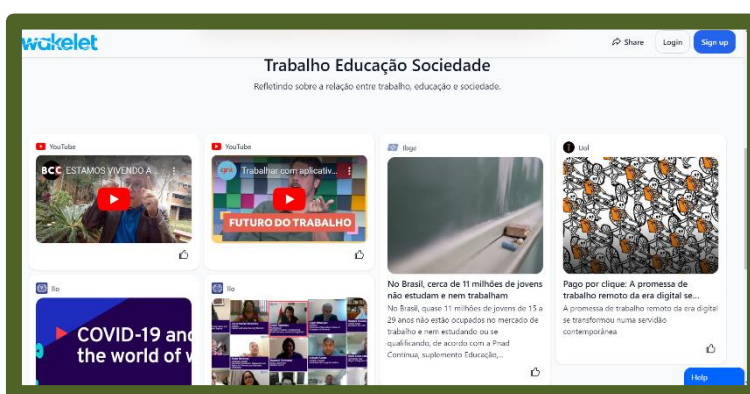 wakelet
Share
Login
Sign up
Trabalho Educação Sociedade
Refletindo sobre a relação entre trabalho, educação e sociedade.
YouTube
BCC ESTAMOS VIVENDO A ...
YouTube
gnt Trabalhar com aplicativ...
FUTURO DO TRABALHO
Ibge
No Brasil, cerca de 11 milhões de jovens
não estudam e nem trabalham
No Brasil, quase 11 milhões de jovens de 15 a
29 anos não estão ocupados no mercado de
trabalho e nem estudando ou se
qualificando, de acordo com a Pnad
Contínua, suplemento Educação,...
Uol
Pago por clique: A promessa de
trabalho remoto da era digital se...
A promessa de trabalho remoto da era digital
se transformou numa servidão
contemporânea
Ilo
COVID-19 and
the world of w
Ilo
Help